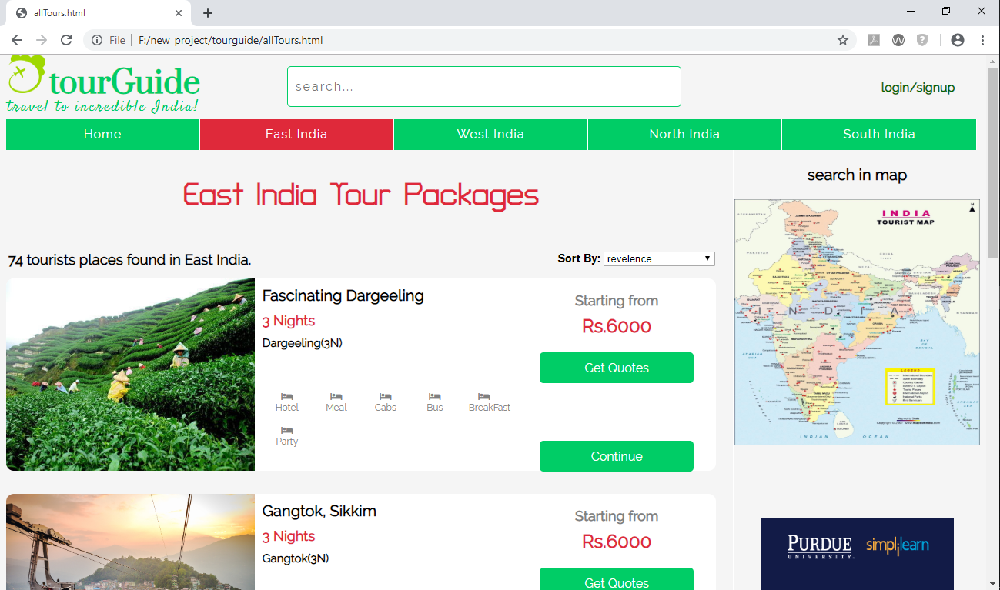 allTours.html
File
F:/new_project/tourguide/allTours.html
tourGuide
travel to incredible India!
search...
login/signup
Home
East India
West India
North India
South India
East India Tour Packages
search in map
INDIA
TOURIST MAP
74 tourists places found in East India.
Sort By: revelence
Fascinating Dargeeling
3 Nights
Dargeeling(3N)
Starting from
Rs.6000
Get Quotes
Hotel
Meal
Cabs
Bus
BreakFast
Party
Continue
I N D I A
LEGEND
INDIAN OCEAN
Gangtok, Sikkim
3 Nights
Gangtok(3N)
Starting from
Rs.6000
Get Quotes
PURDUE
UNIVERSITY.
simplilearn